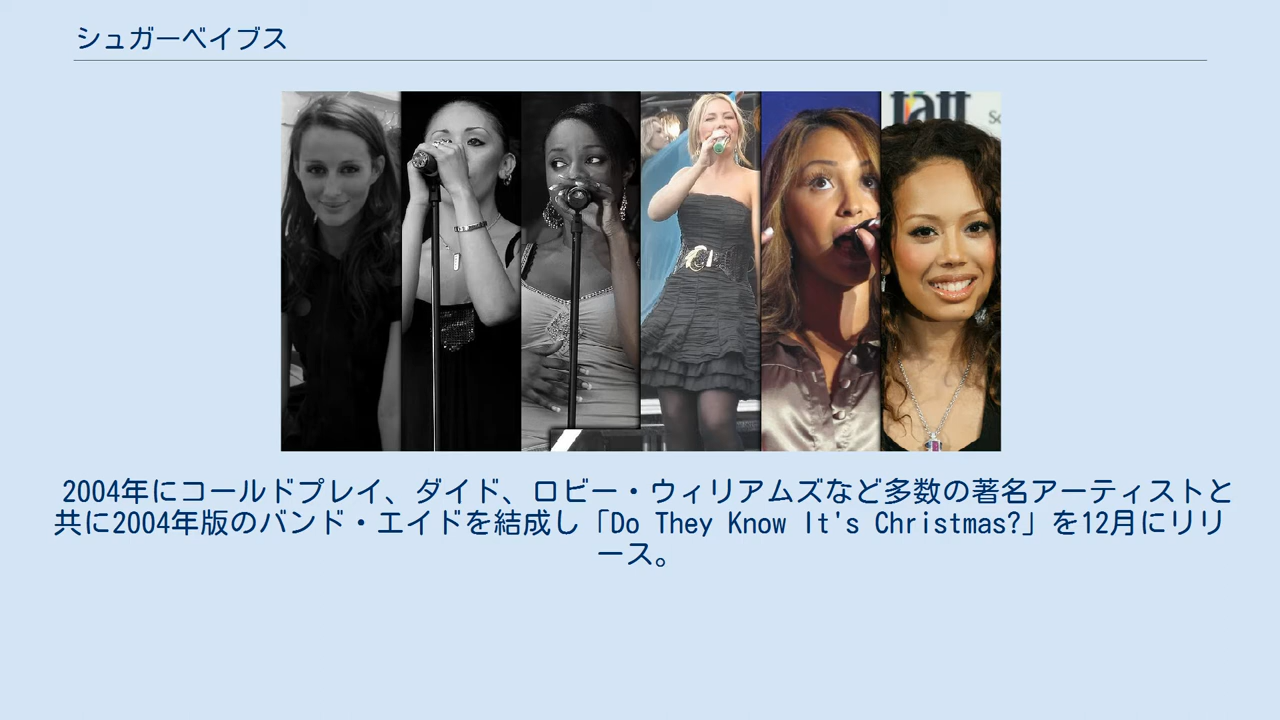 シュガーベイブス
tatt
Sc
2004年にコールドプレイ、ダイド、ロビー・ウィリアムズなど多数の著名アーティストと
共に2004年版のバンド・エイドを結成し「Do They Know It's Christmas?」を12月にリリ
ース。